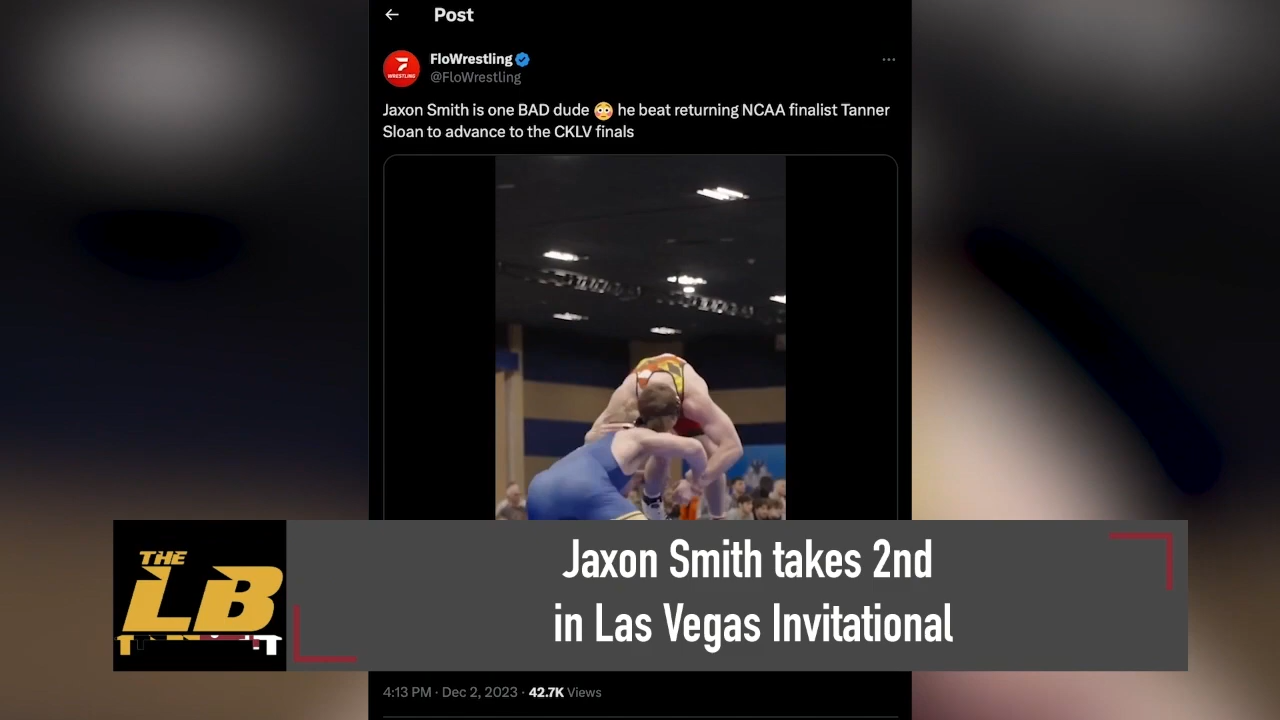 Post
FloWrestling
WRESTLING
@FloWrestling
Jaxon Smith is one BAD dude 😳 he beat returning NCAA finalist Tanner
Sloan to advance to the CKLV finals
THE
LB
Jaxon Smith takes 2nd
in Las Vegas Invitational
4:13 PM · Dec 2, 2023 · 42.7K Views